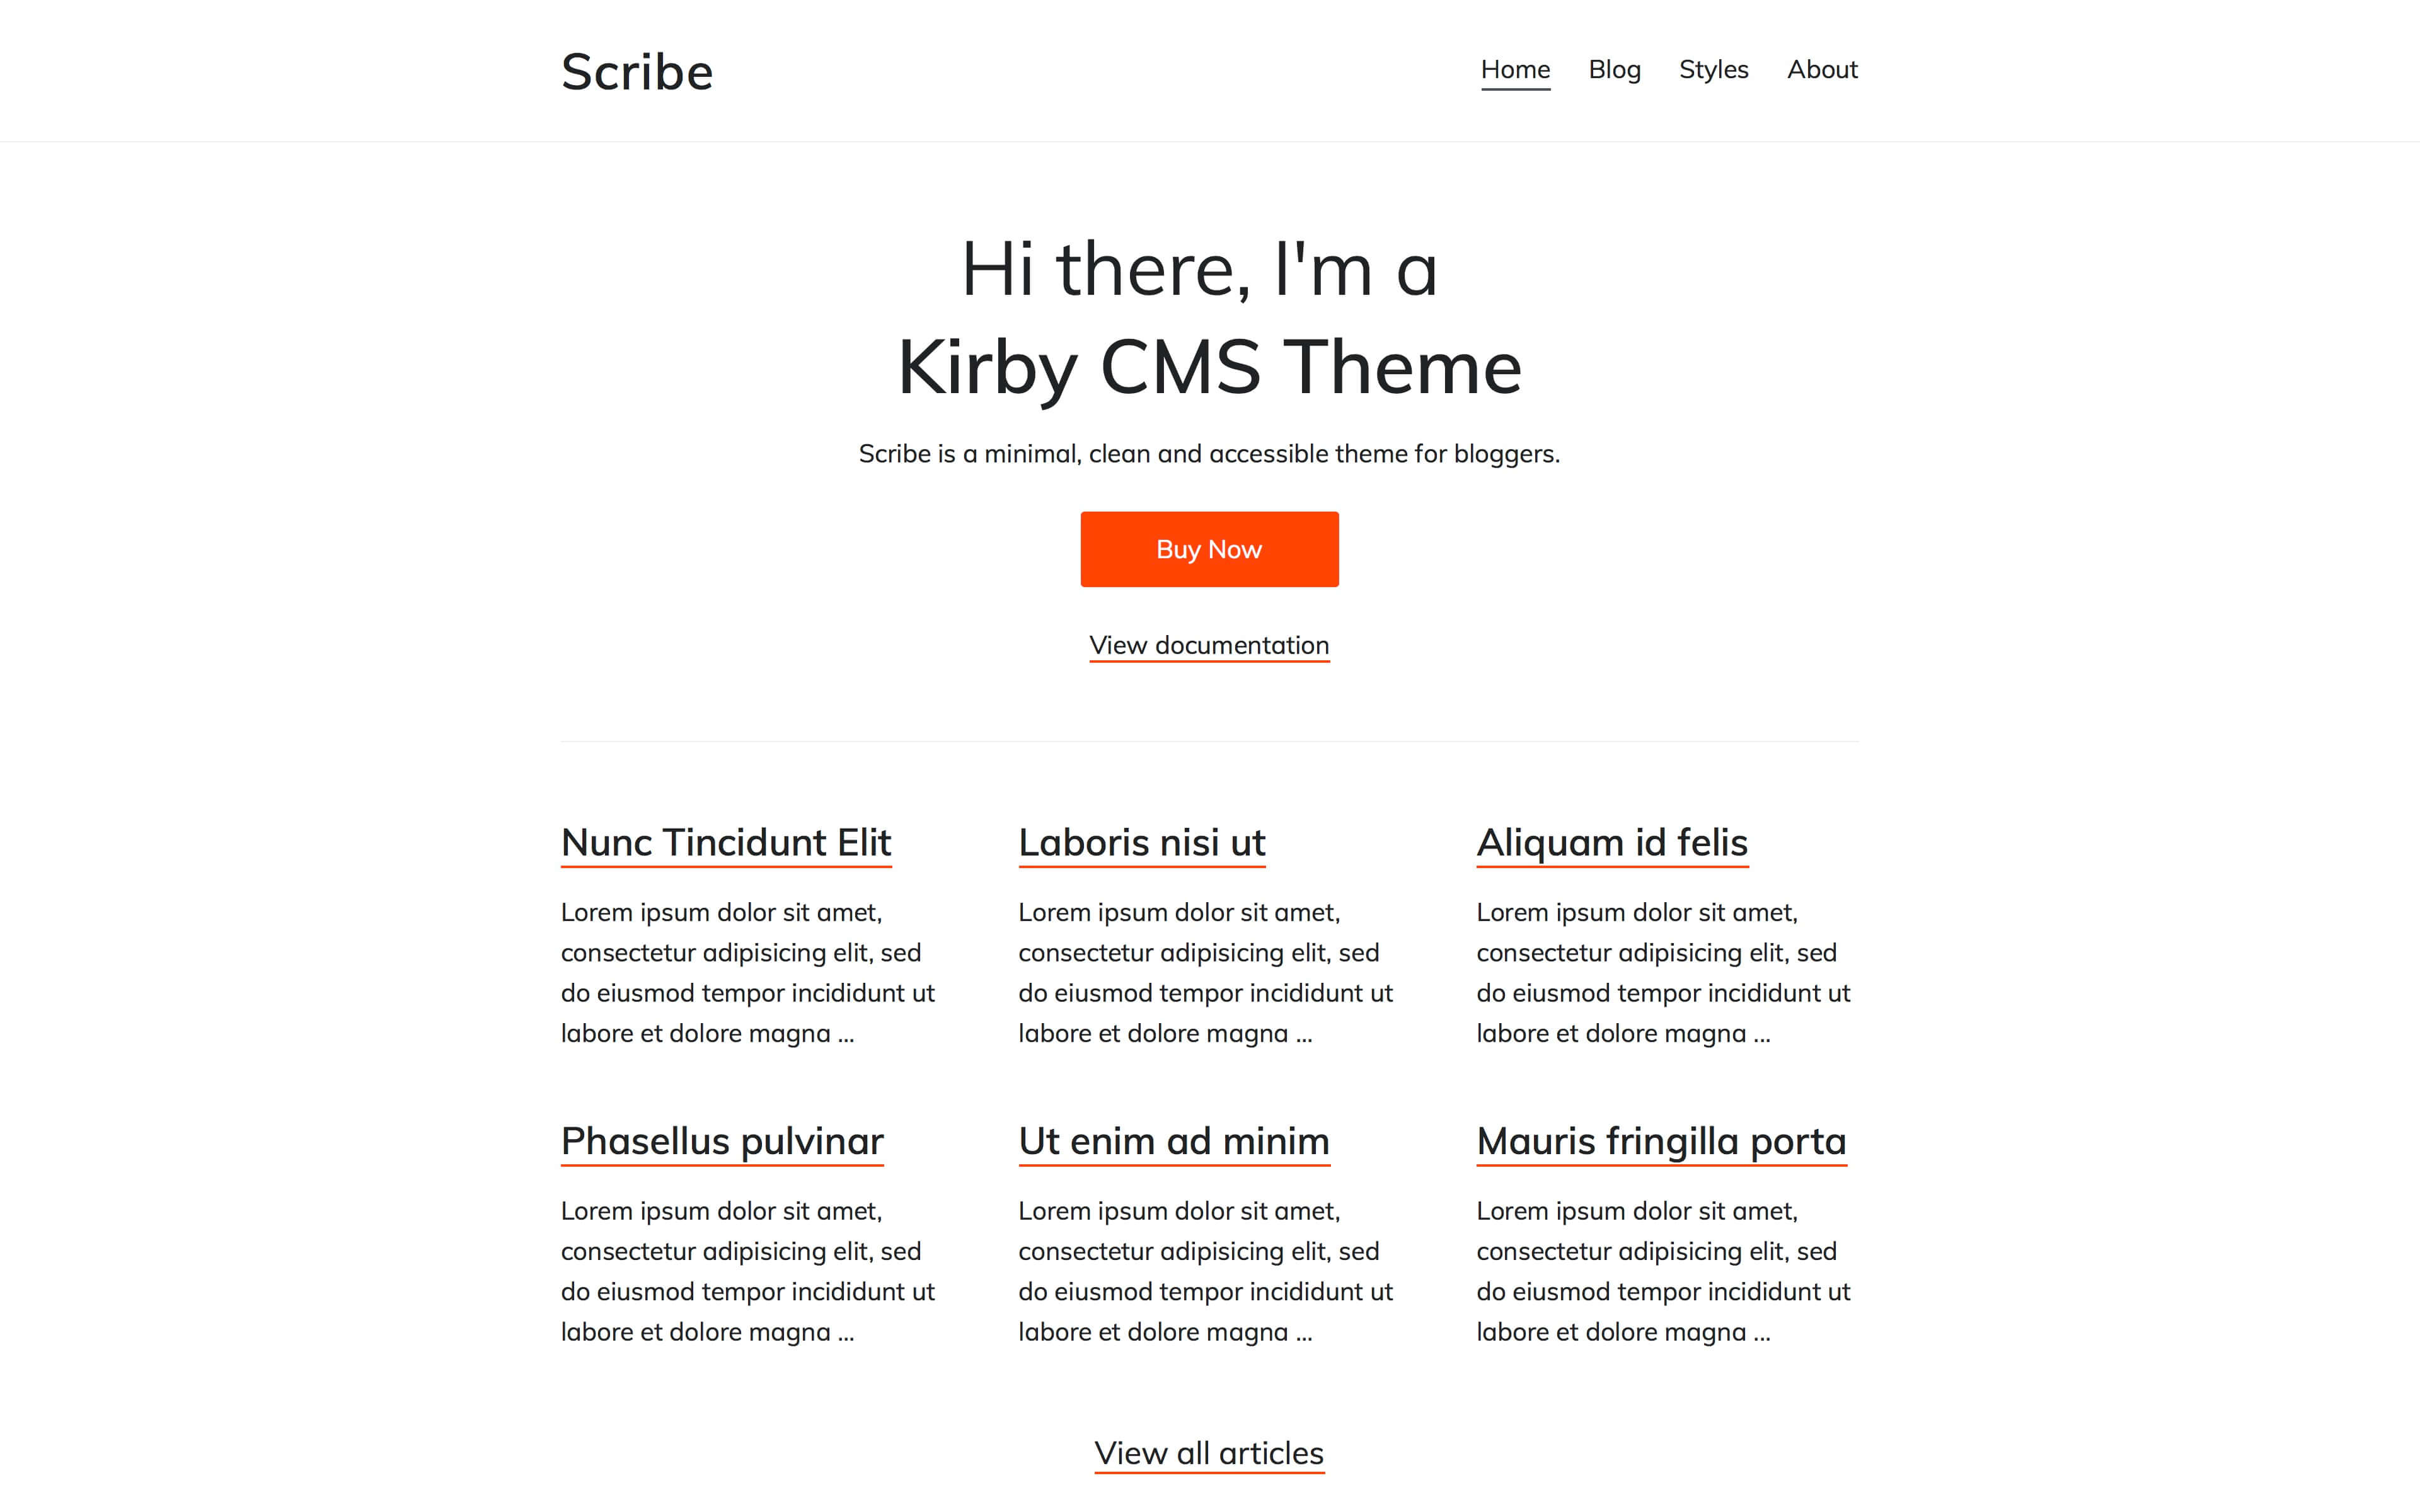 Scribe
Home Blog Styles About
Hi there, I'm a
Kirby CMS Theme
Scribe is a minimal, clean and accessible theme for bloggers.
Buy Now
View documentation
Nunc Tincidunt Elit
Lorem ipsum dolor sit amet,
consectetur adipisicing elit, sed
do eiusmod tempor incididunt ut
labore et dolore magna ...
Laboris nisi ut
Lorem ipsum dolor sit amet,
consectetur adipisicing elit, sed
do eiusmod tempor incididunt ut
labore et dolore magna ...
Aliquam id felis
Lorem ipsum dolor sit amet,
consectetur adipisicing elit, sed
do eiusmod tempor incididunt ut
labore et dolore magna ...
Phasellus pulvinar
Lorem ipsum dolor sit amet,
consectetur adipisicing elit, sed
do eiusmod tempor incididunt ut
labore et dolore magna ...
Ut enim ad minim
Lorem ipsum dolor sit amet,
consectetur adipisicing elit, sed
do eiusmod tempor incididunt ut
labore et dolore magna ...
Mauris fringilla porta
Lorem ipsum dolor sit amet,
consectetur adipisicing elit, sed
do eiusmod tempor incididunt ut
labore et dolore magna ...
View all articles